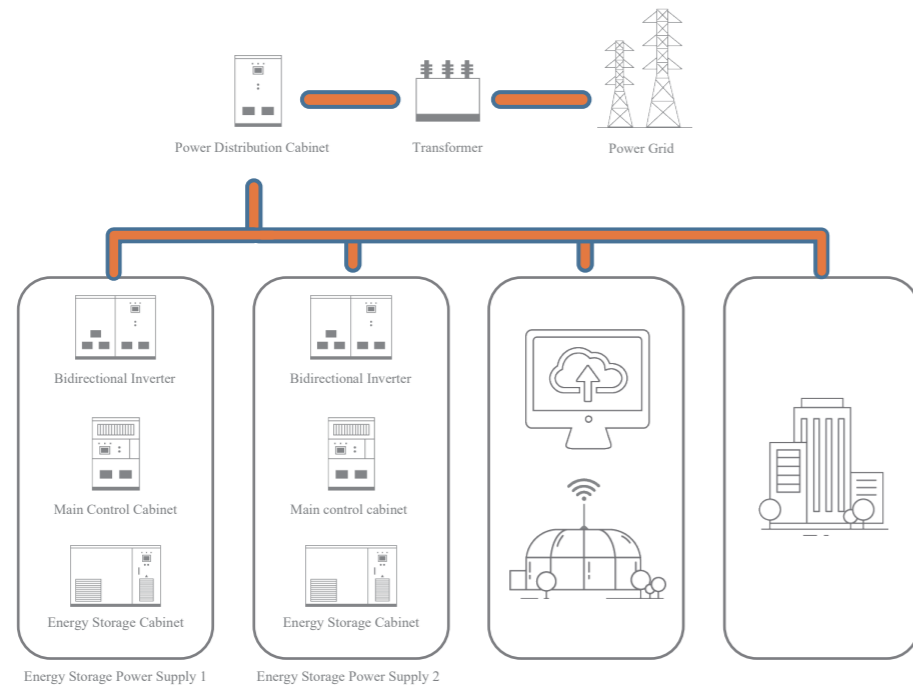 Power Distribution Cabinet
Transformer
Power Grid
Bidirectional Inverter
Bidirectional Inverter
Main Control Cabinet
Main control cabinet
Energy Storage Cabinet
Energy Storage Cabinet
Energy Storage Power Supply 1
Energy Storage Power Supply 2